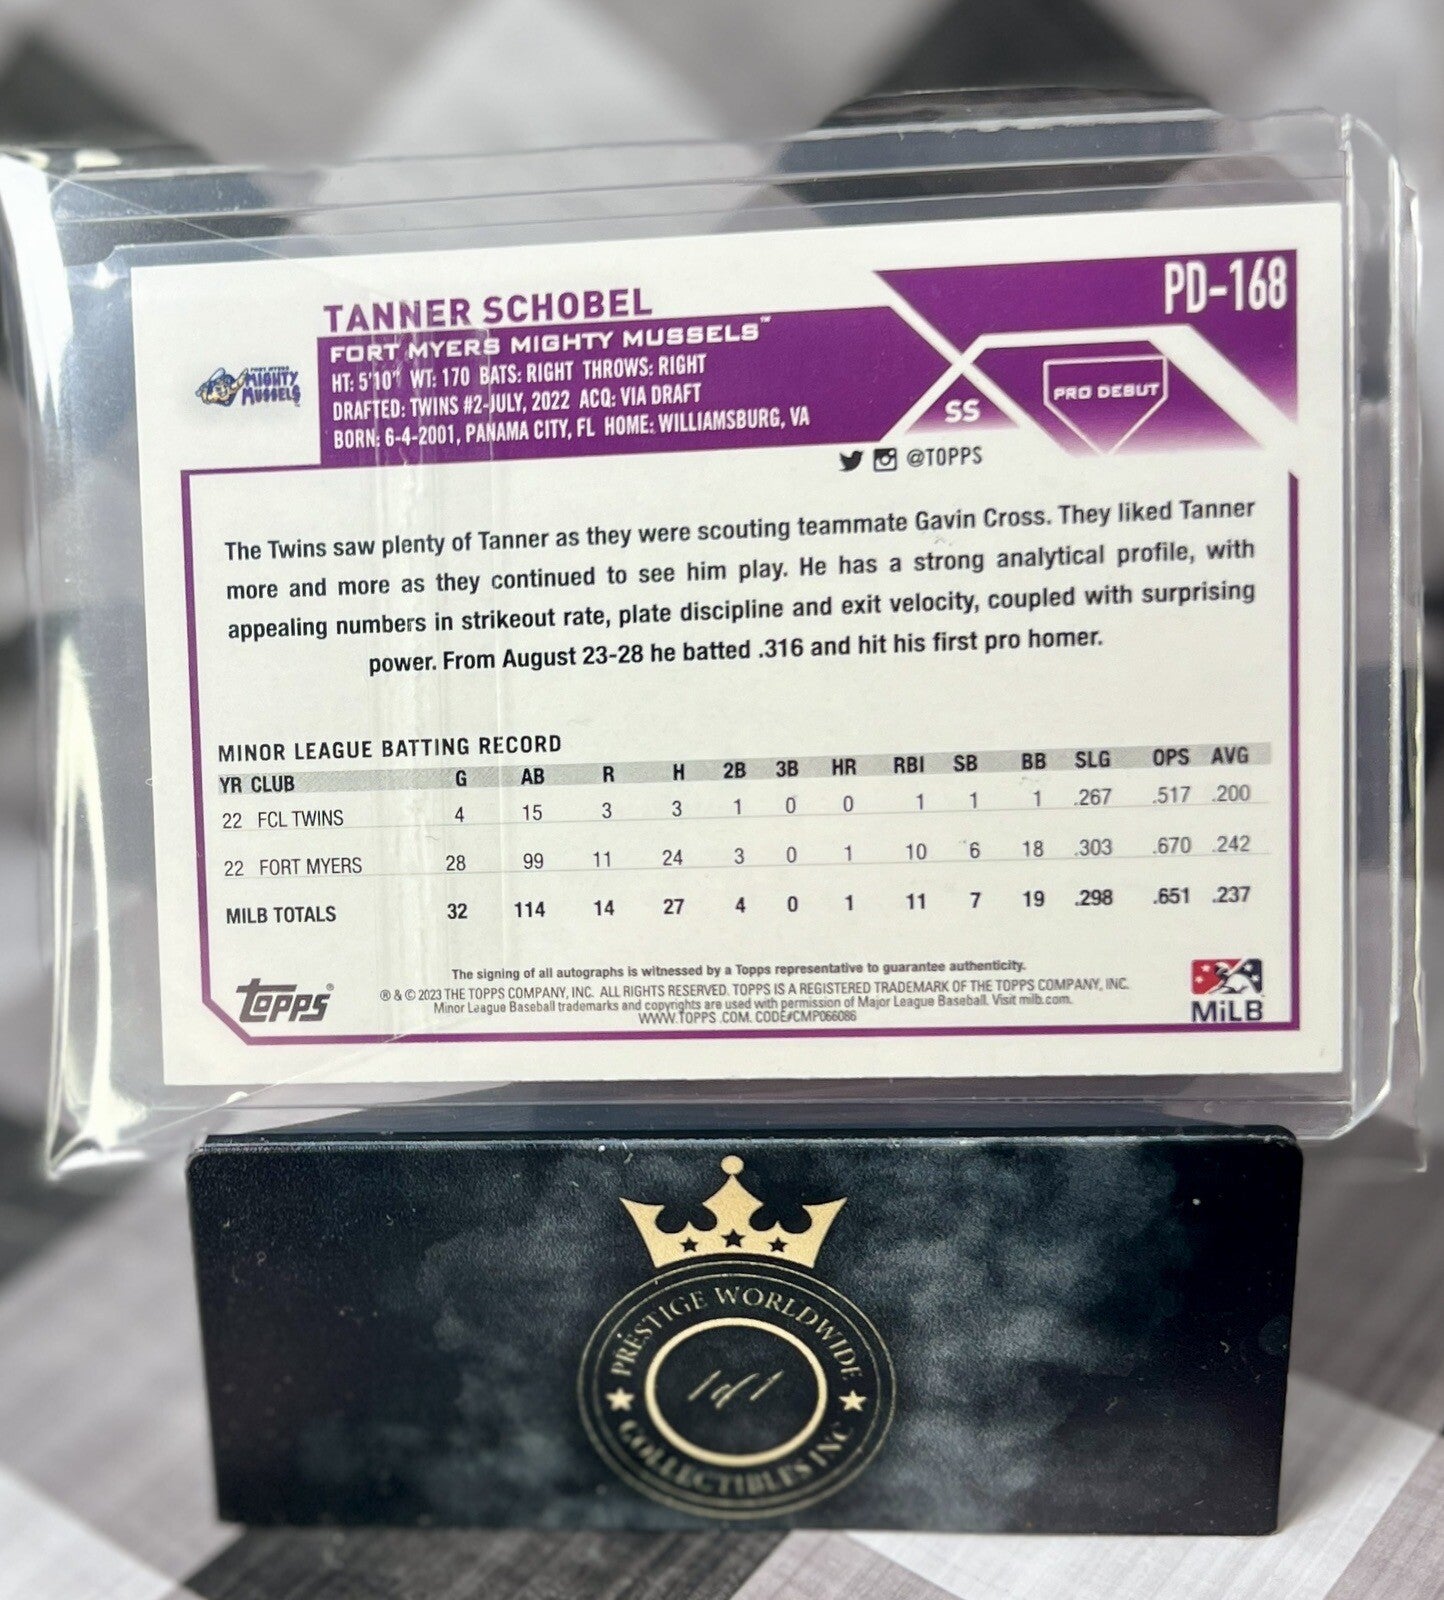 TANNER SCHOBEL
PD-168
FORT MYERS MIGHTY MUSSELS™
HT: 5'10" WT: 170 BATS: RIGHT THROWS: RIGHT
DRAFTED: TWINS #2-JULY, 2022 ACQ: VIA DRAFT
BORN: 6-4-2001, PANAMA CITY, FL HOME: WILLIAMSBURG, VA
MIGHTY
MUSSELS
SS
PRO DEBUT
@TOPPS
The Twins saw plenty of Tanner as they were scouting teammate Gavin Cross. They liked Tanner
more and more as they continued to see him play. He has a strong analytical profile, with
appealing numbers in strikeout rate, plate discipline and exit velocity, coupled with surprising
power. From August 23-28 he batted .316 and hit his first pro homer.
MINOR LEAGUE BATTING RECORD
YR CLUB G AB R H 2B 3B HR RBI SB BB SLG OPS AVG
22 FCL TWINS 4 15 3 3 1 0 0 1 1 1 .267 .517 .200
22 FORT MYERS 28 99 11 24 3 0 1 10 6 18 .303 .670 .242
MILB TOTALS 32 114 14 27 4 0 1 11 7 19 .298 .651 .237
The signing of all autographs is witnessed by a Topps representative to guarantee authenticity.
® & © 2023 THE TOPPS COMPANY, INC. ALL RIGHTS RESERVED. TOPPS IS A REGISTERED TRADEMARK OF THE TOPPS COMPANY, INC.
Minor League Baseball trademarks and copyrights are used with permission of Major League Baseball. Visit milb.com.
WWW.TOPPS.COM. CODE#CMP066086
TOPPS®
MiLB
PRESTIGE WORLDWIDE
1 of 1
COLLECTIBLES INC